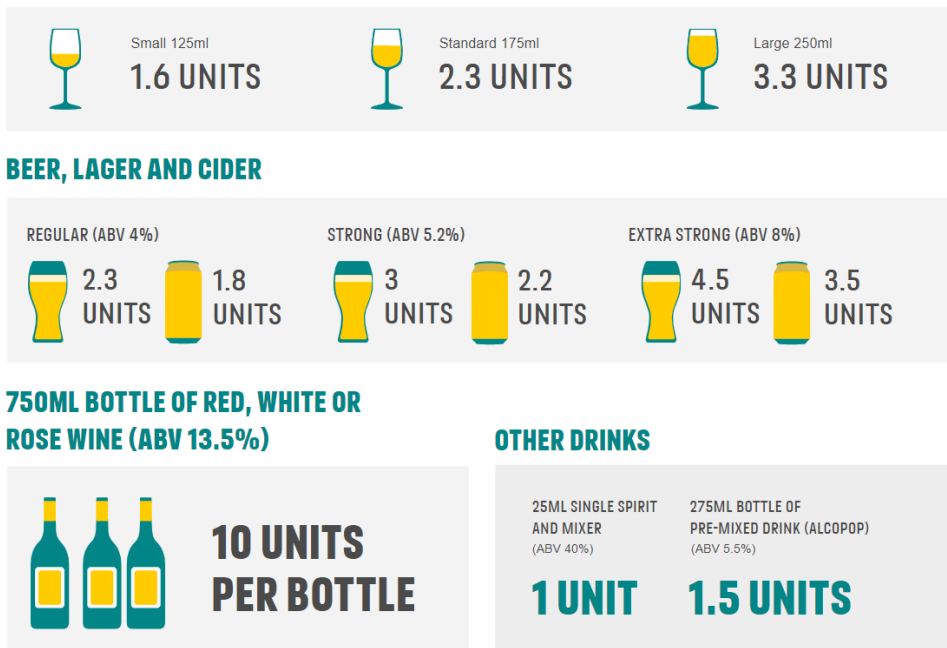 Small 125ml
1.6 UNITS
Standard 175ml
2.3 UNITS
Large 250ml
3.3 UNITS
BEER, LAGER AND CIDER
REGULAR (ABV 4%)
2.3
UNITS
1.8
UNITS
STRONG (ABV 5.2%)
3
UNITS
2.2
UNITS
EXTRA STRONG (ABV 8%)
4.5
UNITS
3.5
UNITS
750ML BOTTLE OF RED, WHITE OR
ROSE WINE (ABV 13.5%)
10 UNITS
PER BOTTLE
OTHER DRINKS
25ML SINGLE SPIRIT
AND MIXER
(ABV 40%)
1 UNIT
275ML BOTTLE OF
PRE-MIXED DRINK (ALCOPOP)
(ABV 5.5%)
1.5 UNITS